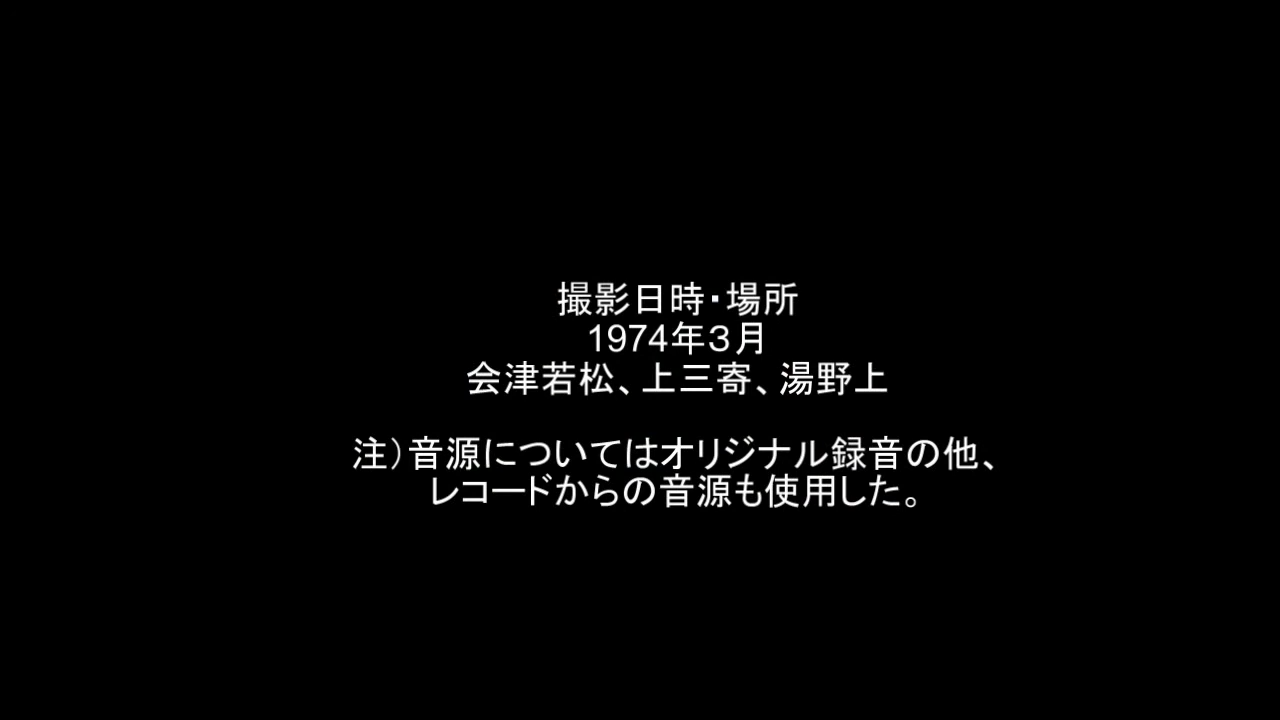 撮影日時・場所
1974年３月
会津若松、上三寄、湯野上
注）音源についてはオリジナル録音の他、
レコードからの音源も使用した。